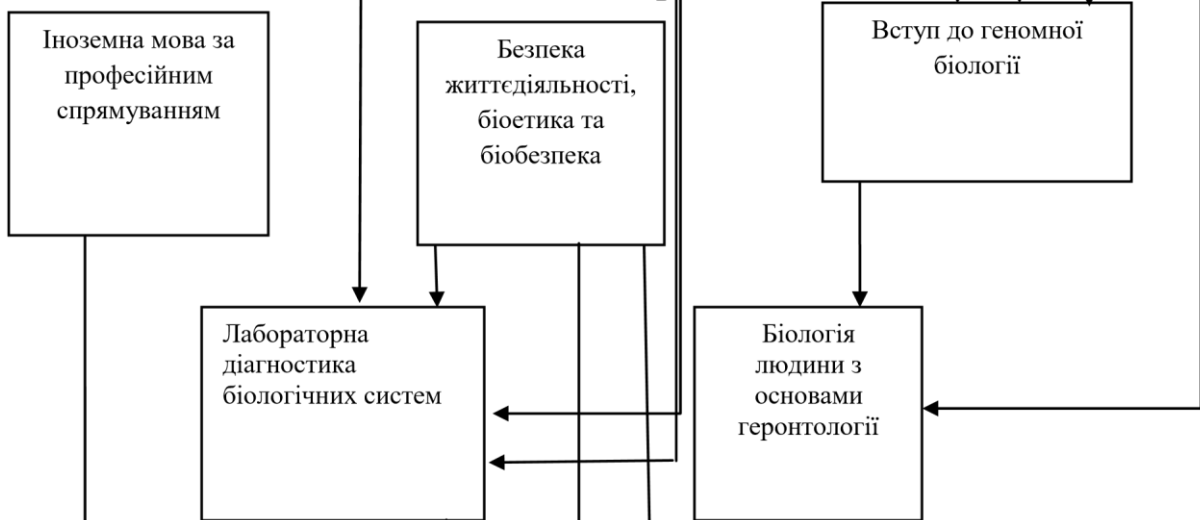 Іноземна мова за
професійним
спрямуванням
Безпека
життєдіяльності,
біоетика та
біобезпека
Вступ до геномної
біології
Лабораторна
діагностика
біологічних систем
Біологія
людини з
основами
геронтології